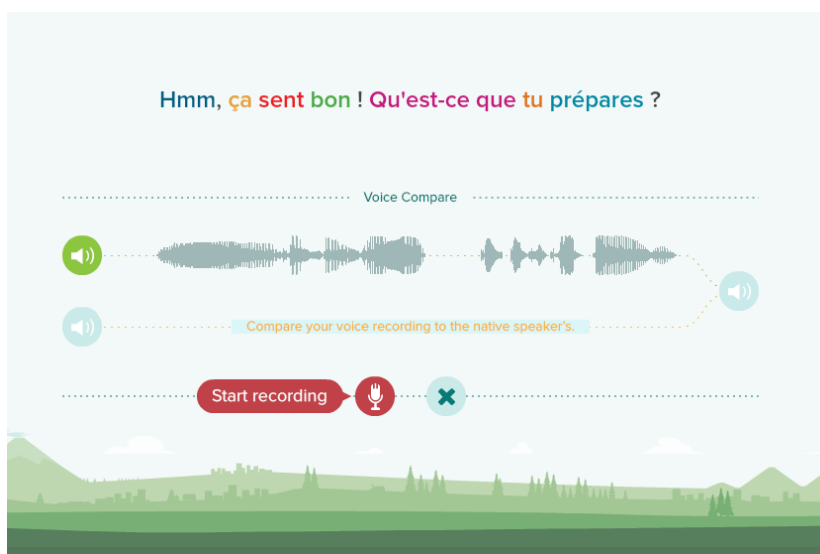 Hmm, ça sent bon ! Qu'est-ce que tu prépares ?
Voice Compare
Compare your voice recording to the native speaker's.
Start recording